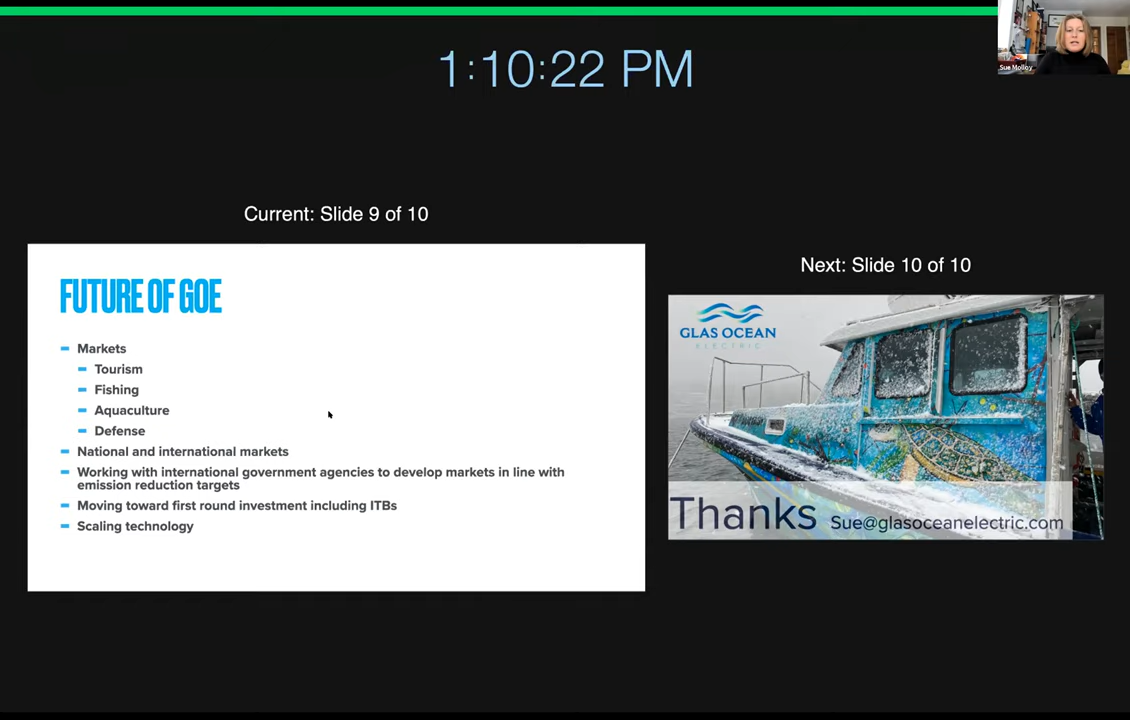 Sue Molloy
1:10:22 PM
Current: Slide 9 of 10
Next: Slide 10 of 10
FUTURE OF GOE
Markets
Tourism
Fishing
Aquaculture
Defense
National and international markets
Working with international government agencies to develop markets in line with
emission reduction targets
Moving toward first round investment including ITBs
Scaling technology
GLAS OCEAN
ELECTRIC
Thanks Sue@glasoceanelectric.com